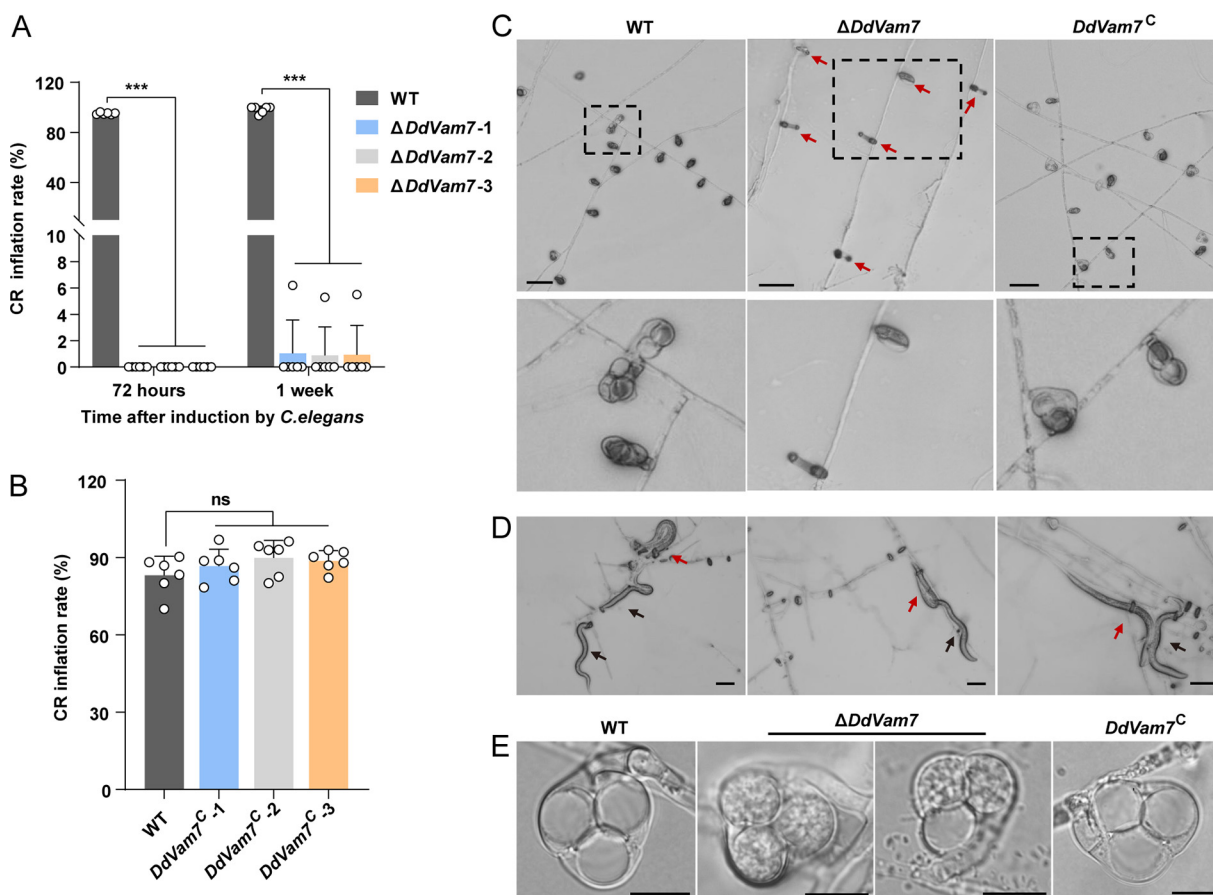 A
CR inflation rate (%)
120
100
80
40
10
8
6
4
2
0
***
***
WT
ΔDdVam7-1
ΔDdVam7-2
ΔDdVam7-3
72 hours
1 week
Time after induction by C.elegans
B
CR inflation rate (%)
120
90
90
60
30
0
ns
WT
DdVam7C-1
DdVam7C-2
DdVam7C-3
C
WT
ΔDdVam7
DdVam7C
D
E
WT
ΔDdVam7
DdVam7C